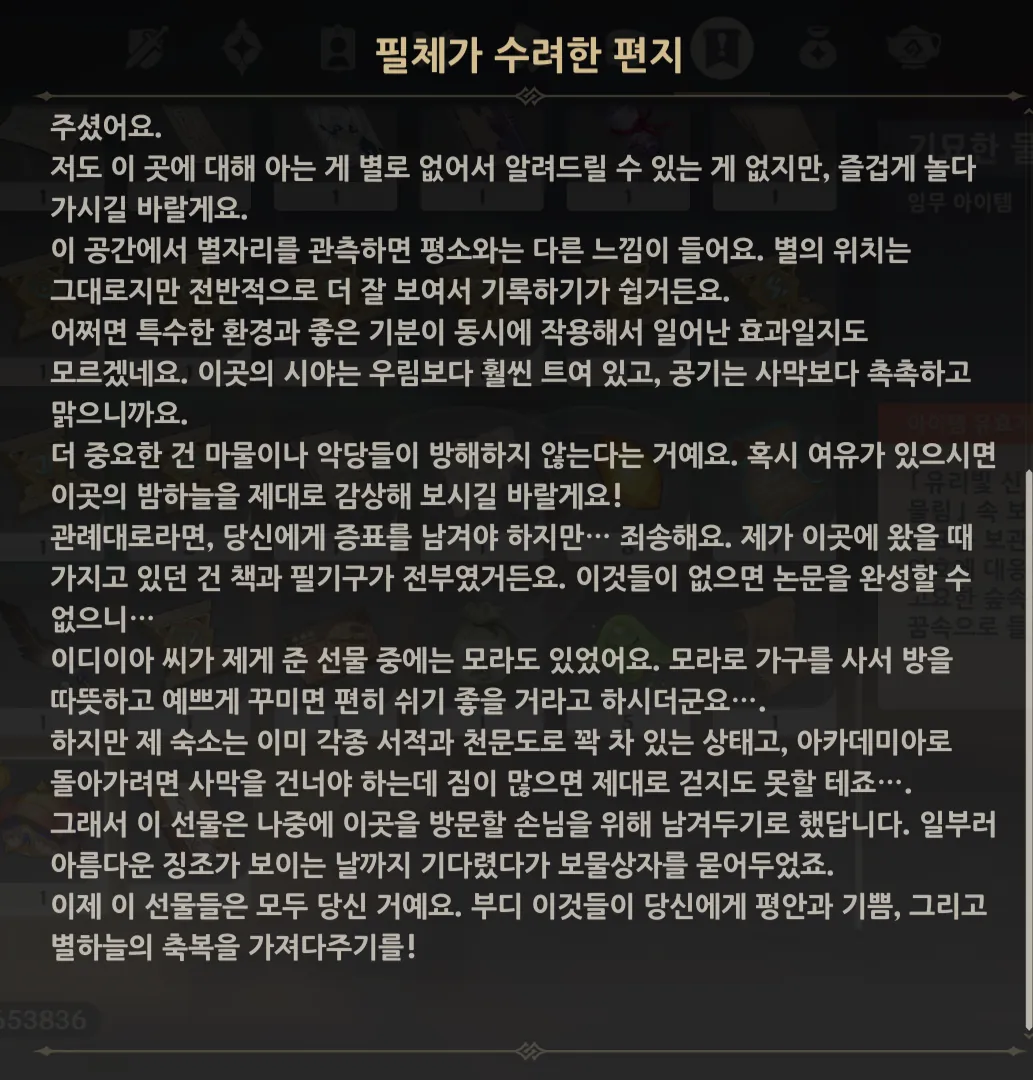 필체가 수려한 편지
주셨어요.
저도 이 곳에 대해 아는 게 별로 없어서 알려드릴 수 있는 게 없지만, 즐겁게 놀다
가시길 바랄게요.
이 공간에서 별자리를 관측하면 평소와는 다른 느낌이 들어요. 별의 위치는
그대로지만 전반적으로 더 잘 보여서 기록하기가 쉽거든요.
어쩌면 특수한 환경과 좋은 기분이 동시에 작용해서 일어난 효과일지도
모르겠네요. 이곳의 시야는 우림보다 훨씬 트여 있고, 공기는 사막보다 촉촉하고
맑으니까요.
더 중요한 건 마물이나 악당들이 방해하지 않는다는 거예요. 혹시 여유가 있으시면
이곳의 밤하늘을 제대로 감상해 보시길 바랄게요!
관례대로라면, 당신에게 증표를 남겨야 하지만… 죄송해요. 제가 이곳에 왔을 때
가지고 있던 건 책과 필기구가 전부였거든요. 이것들이 없으면 논문을 완성할 수
없으니…
이디이아 씨가 제게 준 선물 중에는 모라도 있었어요. 모라로 가구를 사서 방을
따뜻하고 예쁘게 꾸미면 편히 쉬기 좋을 거라고 하시더군요….
하지만 제 숙소는 이미 각종 서적과 천문도로 꽉 차 있는 상태고, 아카데미아로
돌아가려면 사막을 건너야 하는데 짐이 많으면 제대로 걷지도 못할 테죠….
그래서 이 선물은 나중에 이곳을 방문할 손님을 위해 남겨두기로 했답니다. 일부러
아름다운 징조가 보이는 날까지 기다렸다가 보물상자를 묻어두었죠.
이제 이 선물들은 모두 당신 거예요. 부디 이것들이 당신에게 평안과 기쁨, 그리고
별하늘의 축복을 가져다주기를!
653836